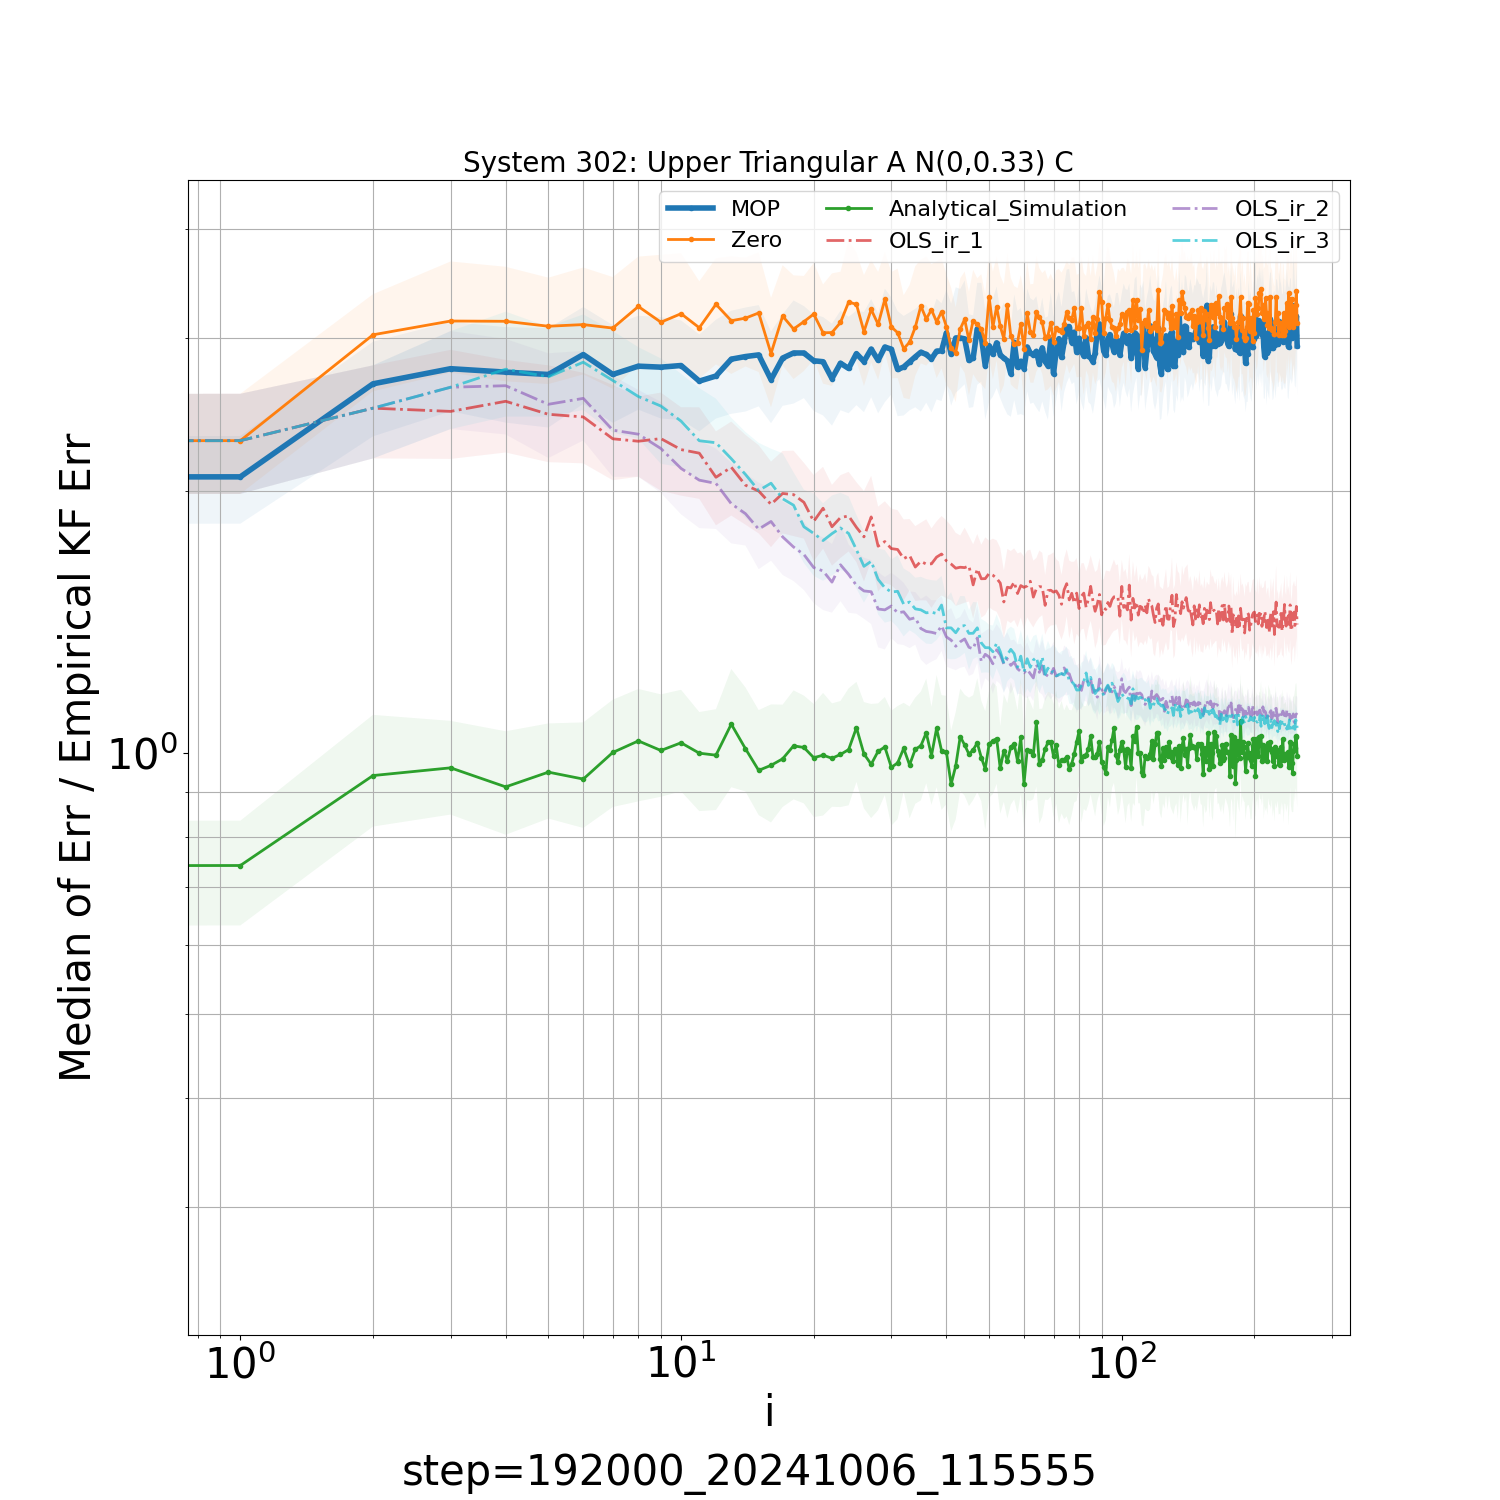 System 302: Upper Triangular A N(0,0.33) C
MOP
Zero
Analytical_Simulation
OLS_ir_1
OLS_ir_2
OLS_ir_3
Median of Err / Empirical KF Err
10⁰
10⁰
10¹
10²
i
step=192000_20241006_115555